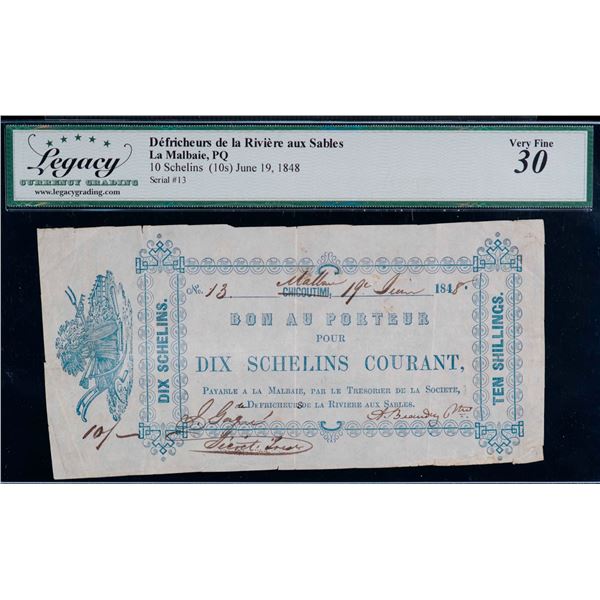 Legacy
CURRENCY GRADING
www.legacygrading.com
Défricheurs de la Rivière aux Sables
La Malbaie, PQ
10 Schelins (10s) June 19, 1848
Serial #13
Very Fine
30
DIX SCHELINS.
No. 13 CHICOUTIMI, 19e Juin 1848.
BON AU PORTEUR
POUR
DIX SCHELINS COURANT,
PAYABLE A LA MALBAIE, PAR LE TRESORIER DE LA SOCIETE,
DE DEFRICHEURS DE LA RIVIERE AUX SABLES.
10/-
TEN SHILLINGS.